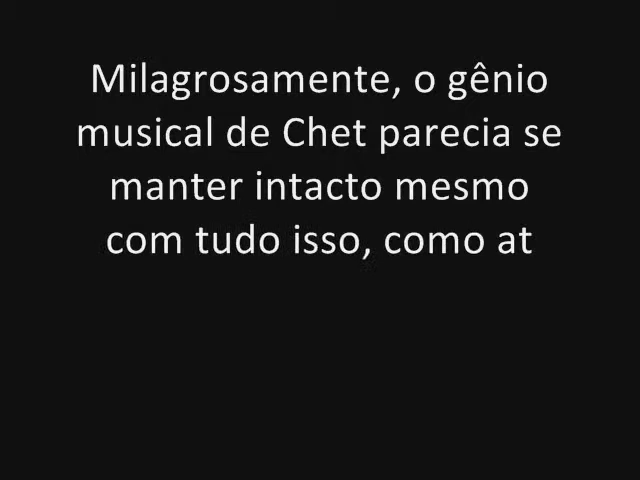 Milagrosamente, o gênio
musical de Chet parecia se
manter intacto mesmo
com tudo isso, como at